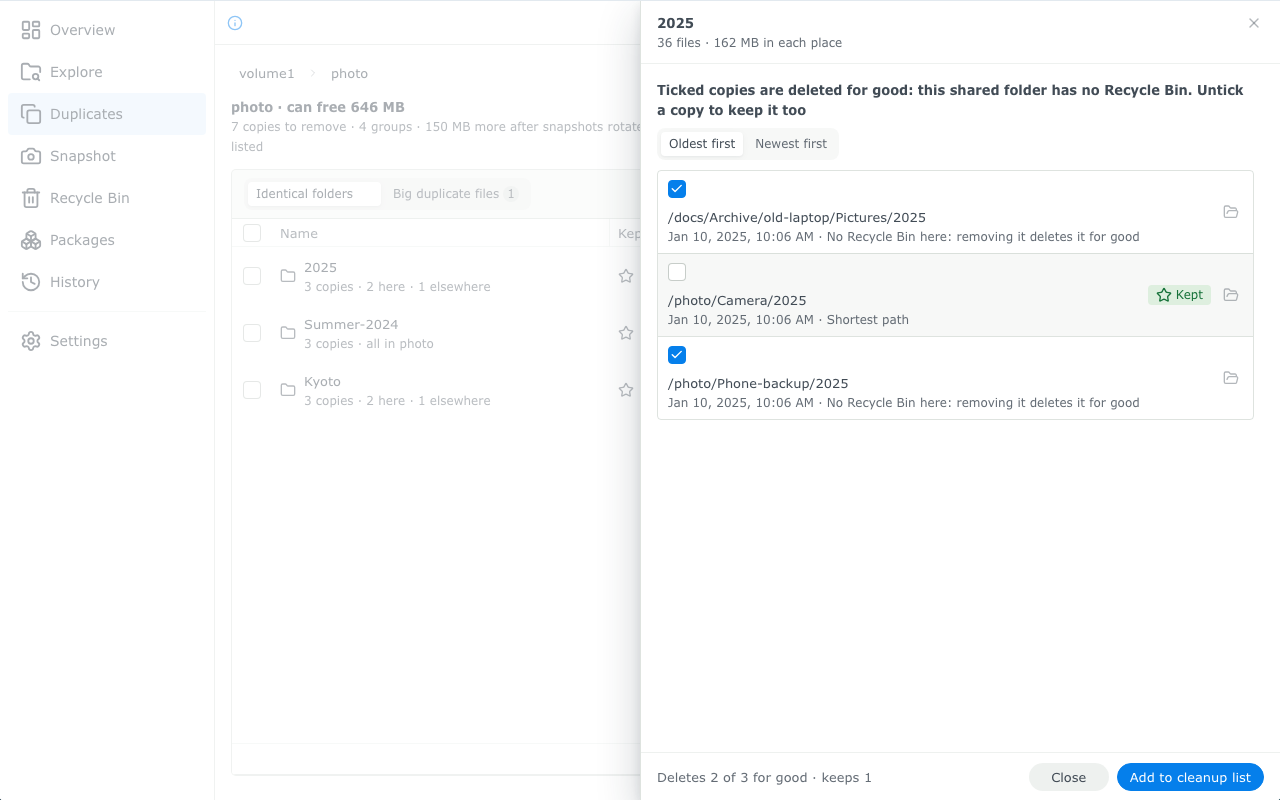 Overview
Explore
Duplicates
Snapshot
Recycle Bin
Packages
History
Settings
volume1 photo
photo · can free 646 MB
7 copies to remove · 4 groups · 150 MB more after snapshots rotate
listed
Identical folders Big duplicate files 1
Name Kep
2025
3 copies · 2 here · 1 elsewhere
Summer-2024
3 copies · all in photo
Kyoto
3 copies · 2 here · 1 elsewhere
2025
36 files · 162 MB in each place
Ticked copies are deleted for good: this shared folder has no Recycle Bin. Untick
a copy to keep it too
Oldest first Newest first
/docs/Archive/old-laptop/Pictures/2025
Jan 10, 2025, 10:06 AM · No Recycle Bin here: removing it deletes it for good
/photo/Camera/2025
Jan 10, 2025, 10:06 AM · Shortest path
Kept
/photo/Phone-backup/2025
Jan 10, 2025, 10:06 AM · No Recycle Bin here: removing it deletes it for good
Deletes 2 of 3 for good · keeps 1
Close
Add to cleanup list